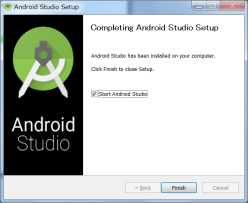 Android Studio Setup
Completing Android Studio Setup
Android Studio has been installed on your computer.
Click Finish to close Setup.
Start Android Studio
Android
Studio
< Back
Finish
Cancel